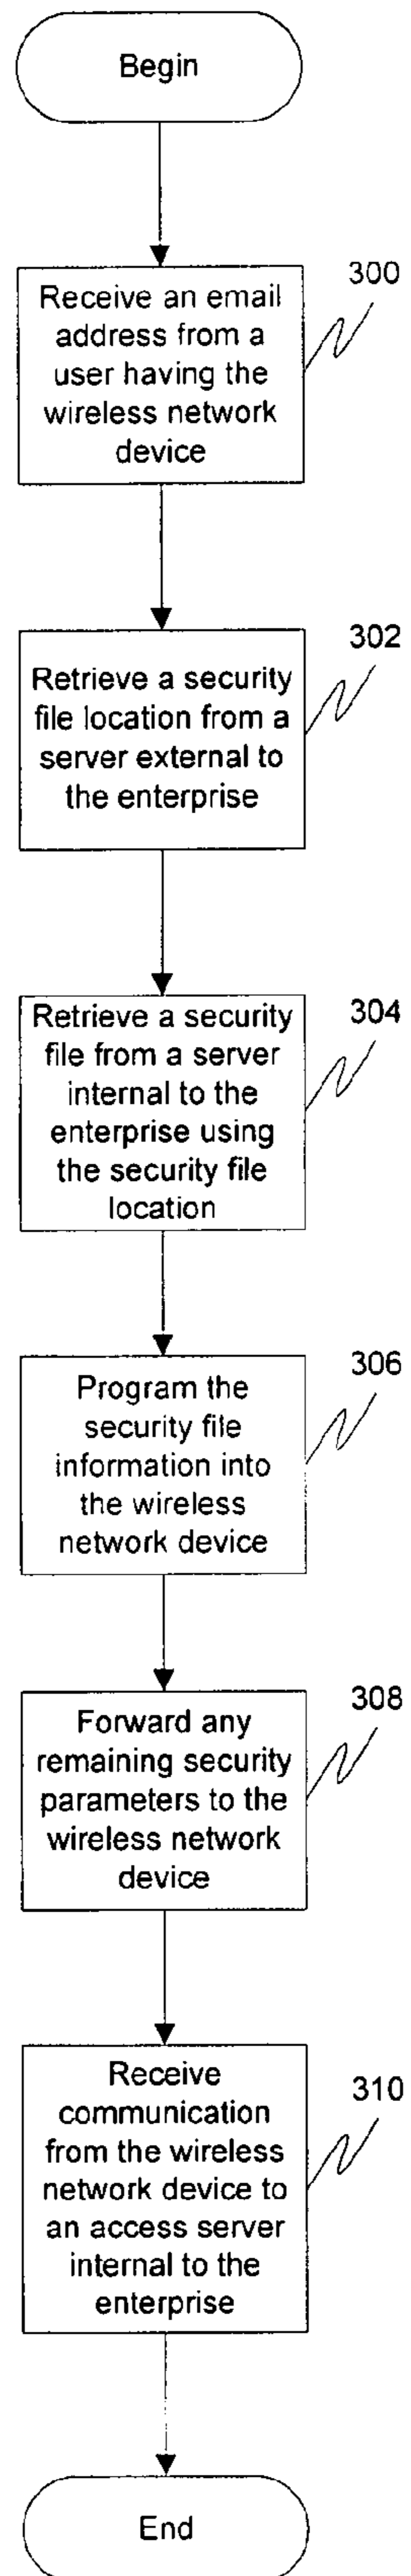 Begin
300
Receive an email
address from a
user having the
wireless network
device
302
Retrieve a security
file location from a
server external to
the enterprise
304
Retrieve a security
file from a server
internal to the
enterprise using
the security file
location
306
Program the
security file
information into
the wireless
network device
308
Forward any
remaining security
parameters to the
wireless network
device
310
Receive
communication
from the wireless
network device to
an access server
internal to the
enterprise
End